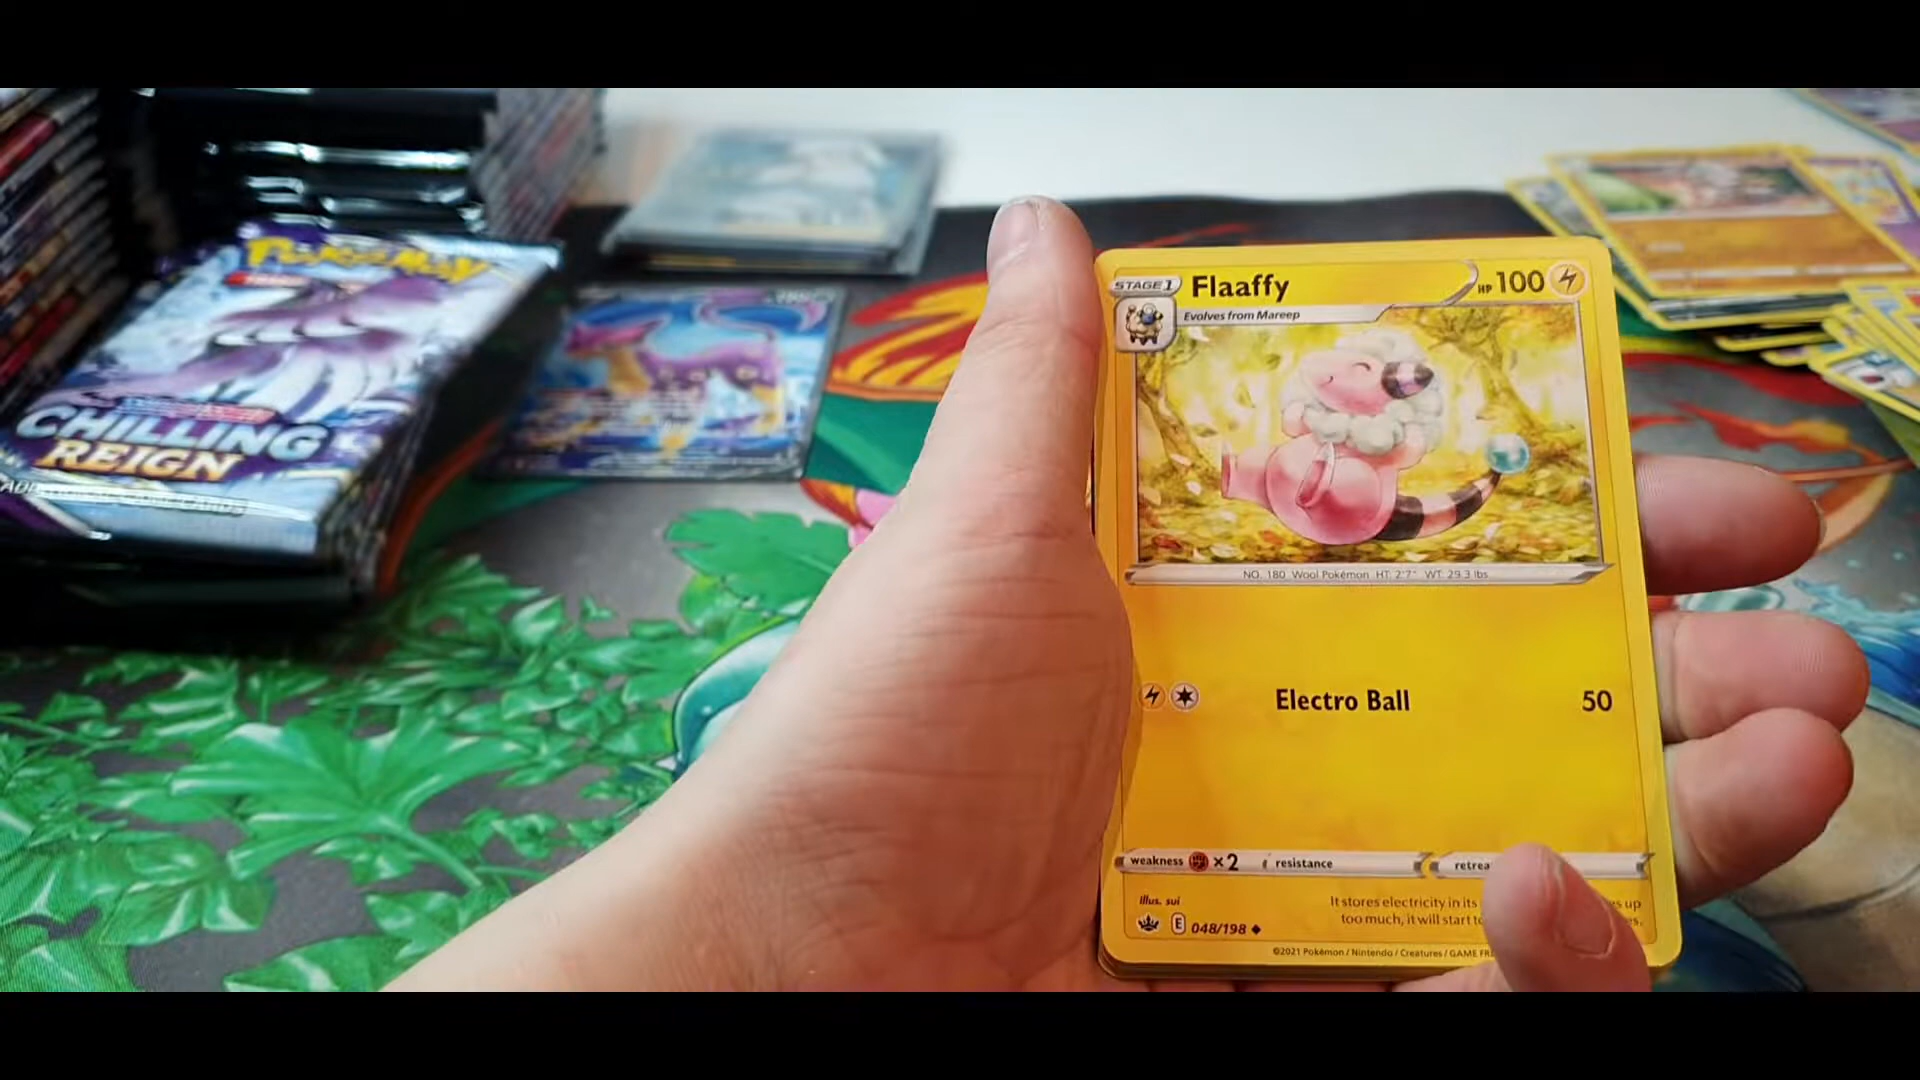 Pokémon
CHILLING
REIGN
STAGE 1 Flaaffy HP 100
Evolves from Mareep
NO. 180 Wool Pokémon HT: 2'7" WT: 29.3 lbs
Electro Ball 50
weakness ×2 resistance
Illus. sui
It stores electricity in its up
too much, it will start to
E 048/198
©2021 Pokémon / Nintendo / Creatures / GAME